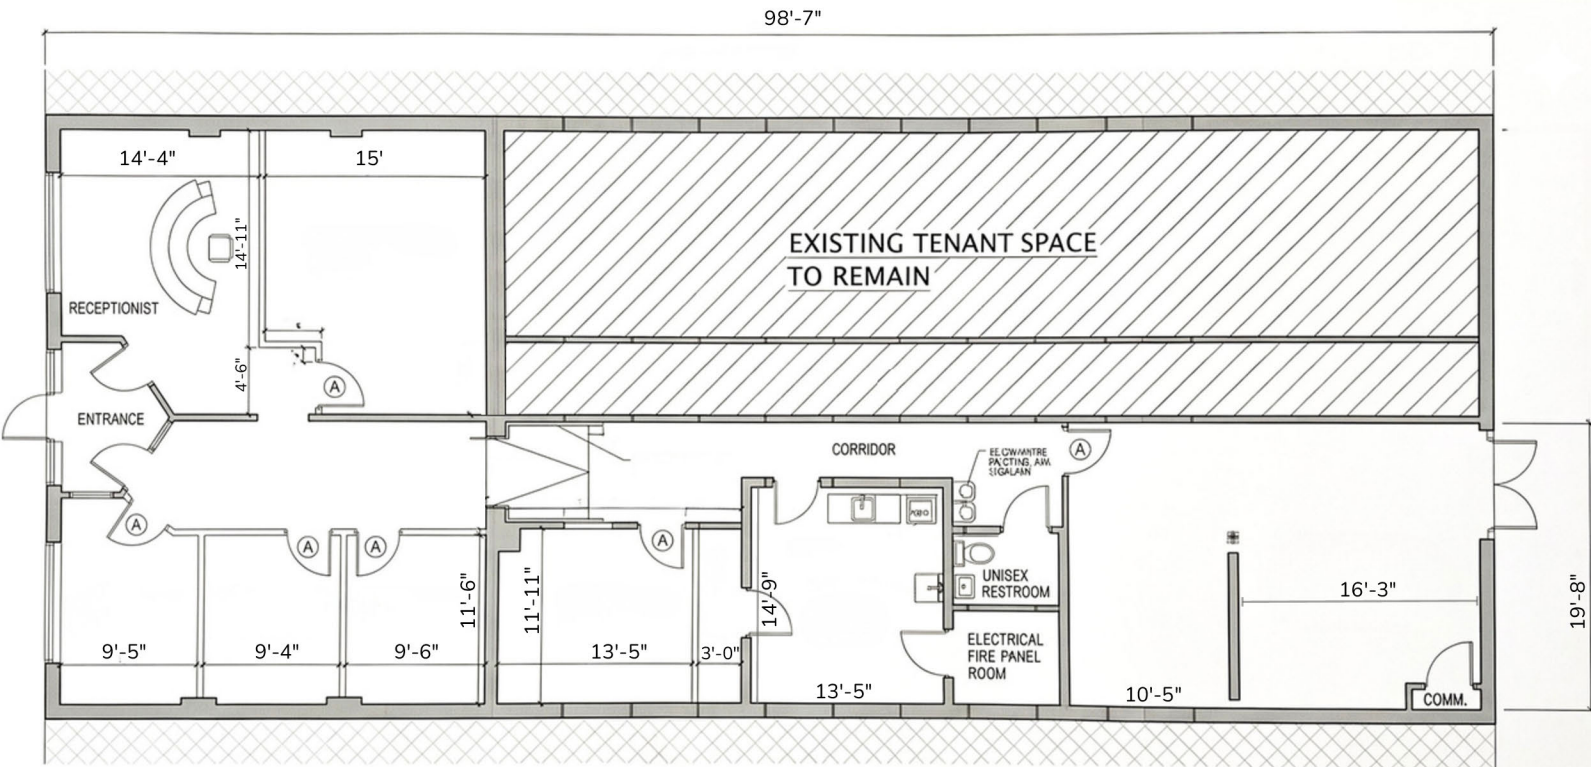 98'-7"
14'-4"
15'
14'-11"
EXISTING TENANT SPACE
TO REMAIN
RECEPTIONIST
4'-6"
A
ENTRANCE
CORRIDOR
A
A
A
A
A
11'-6"
11'-11"
14'-9"
UNISEX
RESTROOM
16'-3"
19'-8"
9'-5"
9'-4"
9'-6"
13'-5"
3'-0"
ELECTRICAL
FIRE PANEL
ROOM
13'-5"
10'-5"
COMM.